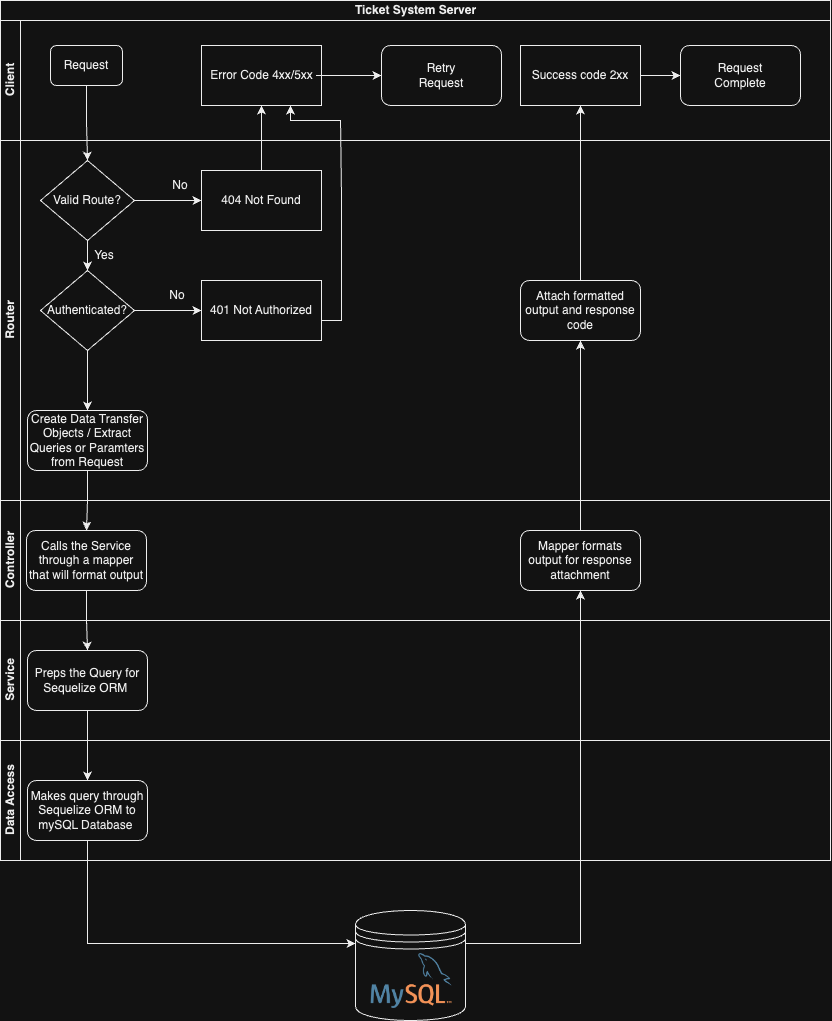 Ticket System Server
Client
Request
Error Code 4xx/5xx
Retry
Request
Success code 2xx
Request
Complete
Router
Valid Route?
No
404 Not Found
Yes
Authenticated?
No
401 Not Authorized
Attach formatted
output and response
code
Create Data Transfer
Objects / Extract
Queries or Paramters
from Request
Controller
Calls the Service
through a mapper
that will format output
Mapper formats
output for response
attachment
Service
Preps the Query for
Sequelize ORM
Data Access
Makes query through
Sequelize ORM to
mySQL Database
MySQL